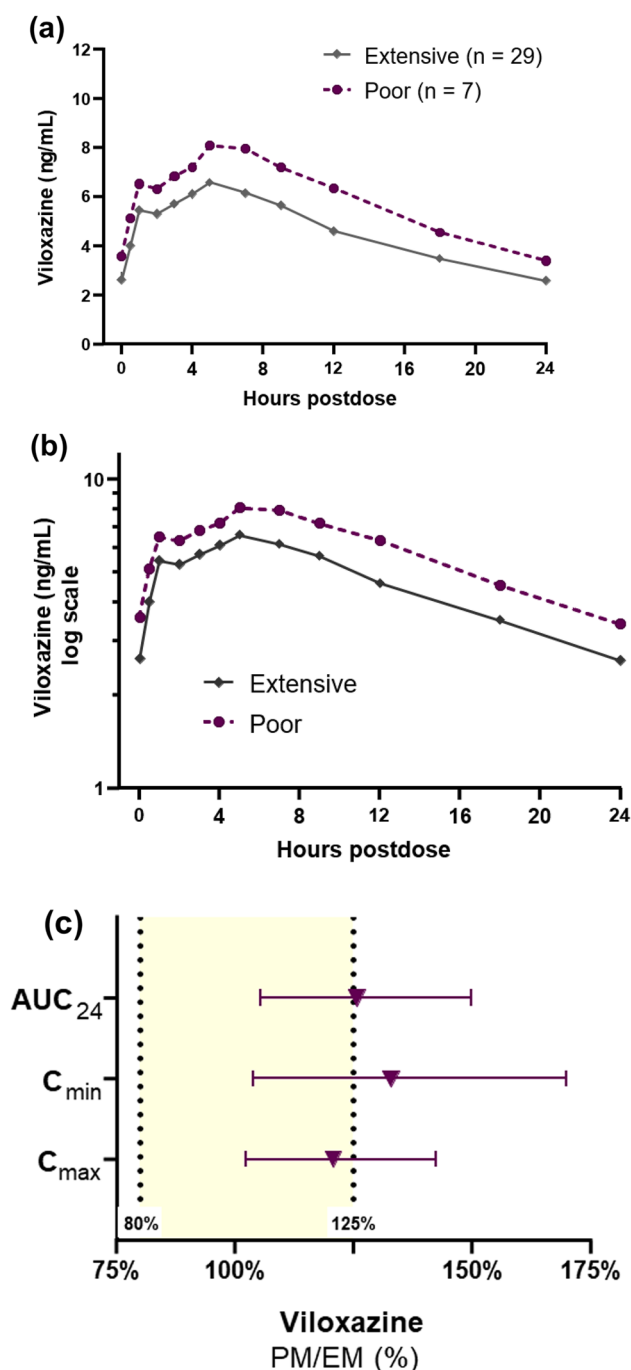 (a)
Extensive (n = 29)
Poor (n = 7)
Viloxazine (ng/mL)
12
10
8
6
4
2
0
0 4 8 12 16 20 24
Hours postdose
(b)
Viloxazine (ng/mL)
log scale
10
1
Extensive
Poor
0 4 8 12 16 20 24
Hours postdose
(c)
AUC24
Cmin
Cmax
80% 125%
75% 100% 150% 175%
Viloxazine
PM/EM (%)